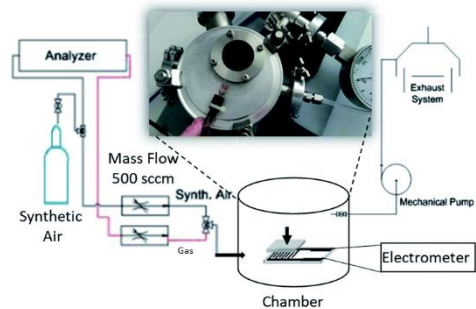 Analyzer
Exhaust
System
Mass Flow
500 sccm
Synth. Air
Synthetic
Air
Mechanical Pump
Gas
Electrometer
Chamber